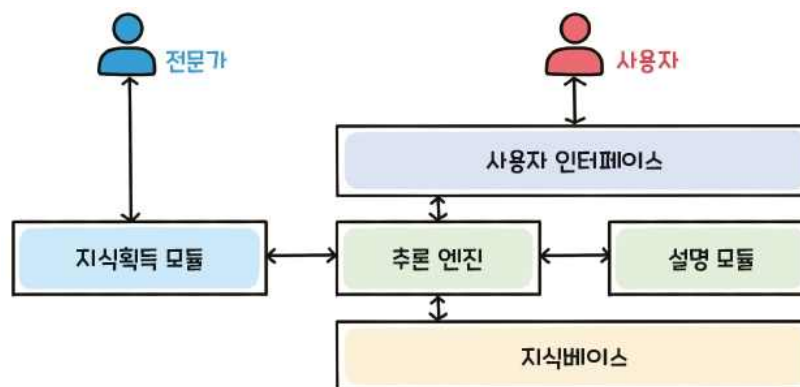 전문가
사용자
사용자 인터페이스
지식획득 모듈
추론 엔진
설명 모듈
지식베이스